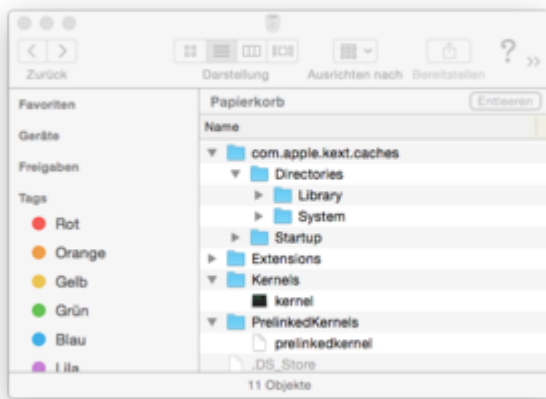 Zurück
Darstellung
Ausrichten nach
Bereitstellen
?
Favoriten
Geräte
Freigaben
Tags
Rot
Orange
Gelb
Grün
Blau
Lila
Papierkorb
Entleeren
Name
com.apple.kext.caches
Directories
Library
System
Startup
Extensions
Kernels
kernel
PrelinkedKernels
prelinkedkernel
.DS_Store
11 Objekte